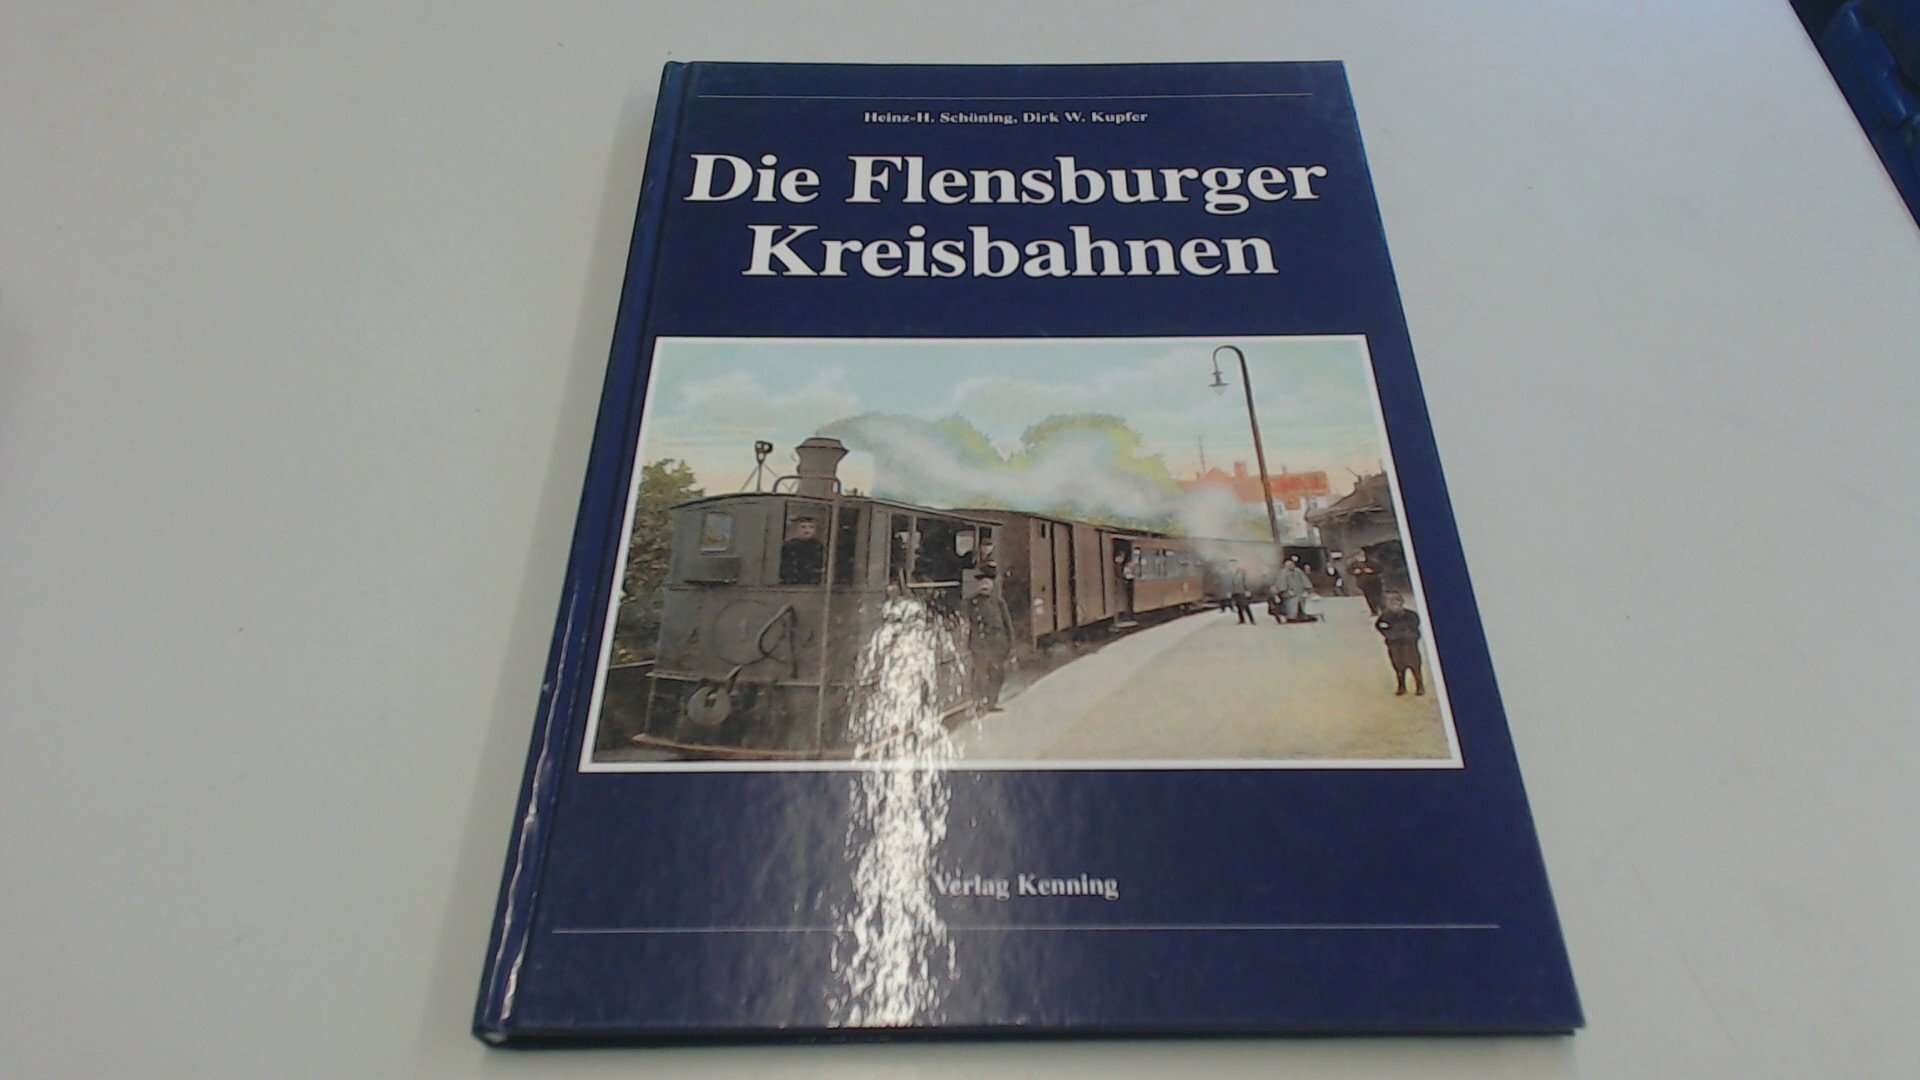 Heinz-H. Schöning, Dirk W. Kupfer
Die Flensburger
Kreisbahnen
Verlag Kenning